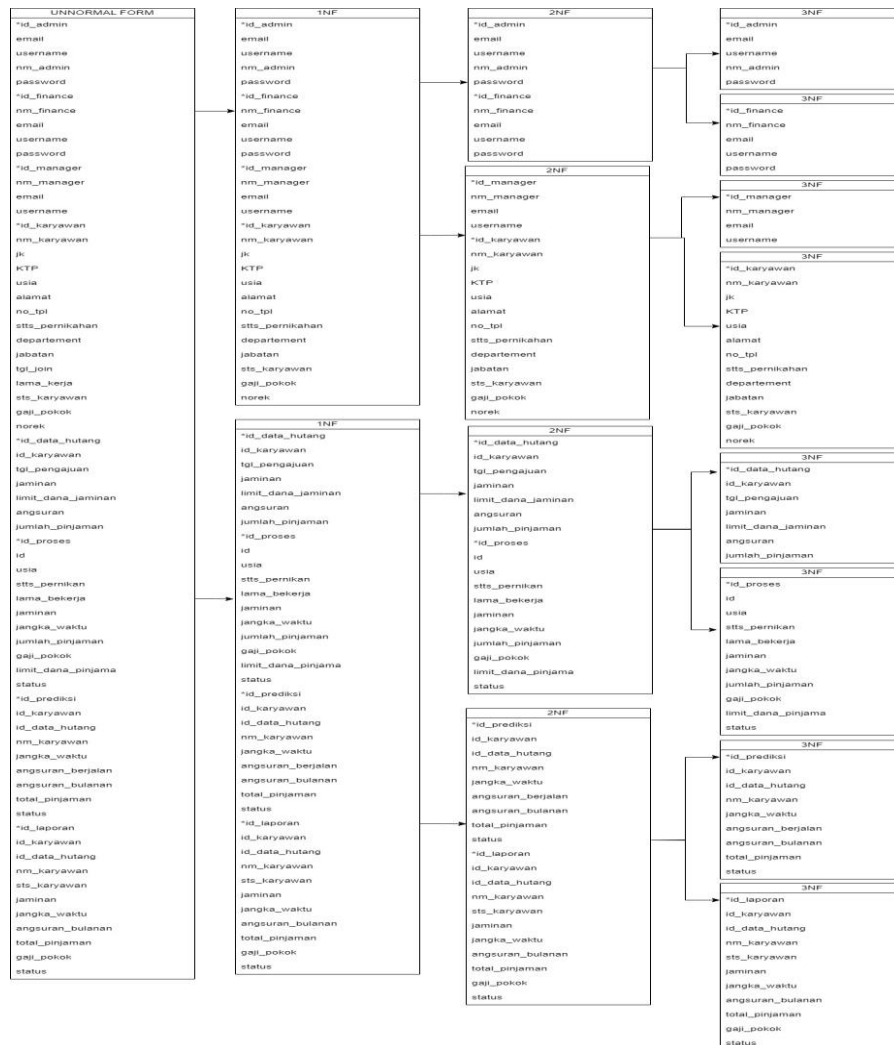 UNNORMAL FORM
*id_admin
email
username
nm_admin
password
*id_finance
nm_finance
email
username
password
*id_manager
nm_manager
email
username
*id_karyawan
nm_karyawan
jk
KTP
usia
alamat
no_tpl
stts_pernikahan
departement
jabatan
tgl_join
lama_kerja
sts_karyawan
gaji_pokok
norek
*id_data_hutang
id_karyawan
tgl_pengajuan
jaminan
limit_dana_jaminan
angsuran
jumlah_pinjaman
*id_proses
id
usia
stts_pernikan
lama_bekerja
jaminan
jangka_waktu
jumlah_pinjaman
gaji_pokok
limit_dana_pinjama
status
*id_prediksi
id_karyawan
id_data_hutang
nm_karyawan
jangka_waktu
angsuran_berjalan
angsuran_bulanan
total_pinjaman
status
*id_laporan
id_karyawan
id_data_hutang
nm_karyawan
sts_karyawan
jaminan
jangka_waktu
angsuran_bulanan
total_pinjaman
gaji_pokok
status
1NF
*id_admin
email
username
nm_admin
password
*id_finance
nm_finance
email
username
password
*id_manager
nm_manager
email
username
*id_karyawan
nm_karyawan
jk
KTP
usia
alamat
no_tpl
stts_pernikahan
departement
jabatan
sts_karyawan
gaji_pokok
norek
1NF
*id_data_hutang
id_karyawan
tgl_pengajuan
jaminan
limit_dana_jaminan
angsuran
jumlah_pinjaman
*id_proses
id
usia
stts_pernikan
lama_bekerja
jaminan
jangka_waktu
jumlah_pinjaman
gaji_pokok
limit_dana_pinjama
status
*id_prediksi
id_karyawan
id_data_hutang
nm_karyawan
jangka_waktu
angsuran_berjalan
angsuran_bulanan
total_pinjaman
status
*id_laporan
id_karyawan
id_data_hutang
nm_karyawan
sts_karyawan
jaminan
jangka_waktu
angsuran_bulanan
total_pinjaman
gaji_pokok
status
2NF
*id_admin
email
username
nm_admin
password
*id_finance
nm_finance
email
username
password
2NF
*id_manager
nm_manager
email
username
*id_karyawan
nm_karyawan
jk
KTP
usia
alamat
no_tpl
stts_pernikahan
departement
jabatan
sts_karyawan
gaji_pokok
norek
2NF
*id_data_hutang
id_karyawan
tgl_pengajuan
jaminan
limit_dana_jaminan
angsuran
jumlah_pinjaman
*id_proses
id
usia
stts_pernikan
lama_bekerja
jaminan
jangka_waktu
jumlah_pinjaman
gaji_pokok
limit_dana_pinjama
status
2NF
*id_prediksi
id_karyawan
id_data_hutang
nm_karyawan
jangka_waktu
angsuran_berjalan
angsuran_bulanan
total_pinjaman
status
*id_laporan
id_karyawan
id_data_hutang
nm_karyawan
sts_karyawan
jaminan
jangka_waktu
angsuran_bulanan
total_pinjaman
gaji_pokok
status
3NF
*id_admin
email
username
nm_admin
password
3NF
*id_finance
nm_finance
email
username
password
3NF
*id_manager
nm_manager
email
username
3NF
*id_karyawan
nm_karyawan
jk
KTP
usia
alamat
no_tpl
stts_pernikahan
departement
jabatan
sts_karyawan
gaji_pokok
norek
3NF
*id_data_hutang
id_karyawan
tgl_pengajuan
jaminan
limit_dana_jaminan
angsuran
jumlah_pinjaman
3NF
*id_proses
id
usia
stts_pernikan
lama_bekerja
jaminan
jangka_waktu
jumlah_pinjaman
gaji_pokok
limit_dana_pinjama
status
3NF
*id_prediksi
id_karyawan
id_data_hutang
nm_karyawan
jangka_waktu
angsuran_berjalan
angsuran_bulanan
total_pinjaman
status
3NF
*id_laporan
id_karyawan
id_data_hutang
nm_karyawan
sts_karyawan
jaminan
jangka_waktu
angsuran_bulanan
total_pinjaman
gaji_pokok
status